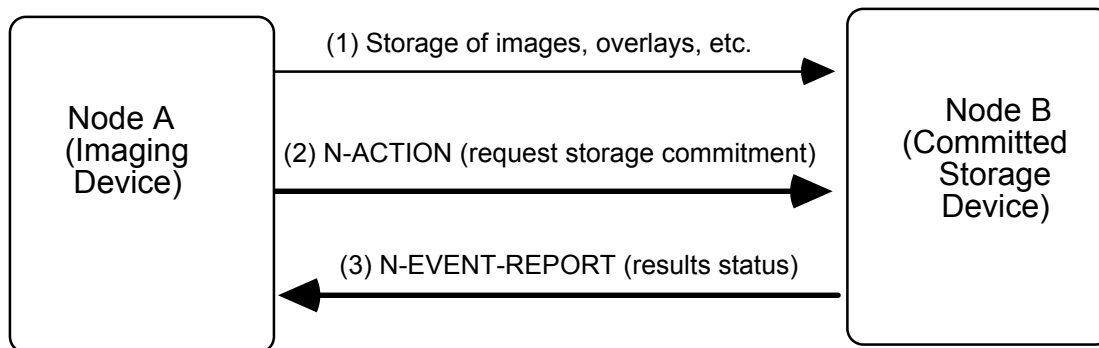 (1) Storage of images, overlays, etc.
Node A
(Imaging
Device)
(2) N-ACTION (request storage commitment)
(3) N-EVENT-REPORT (results status)
Node B
(Committed
Storage
Device)